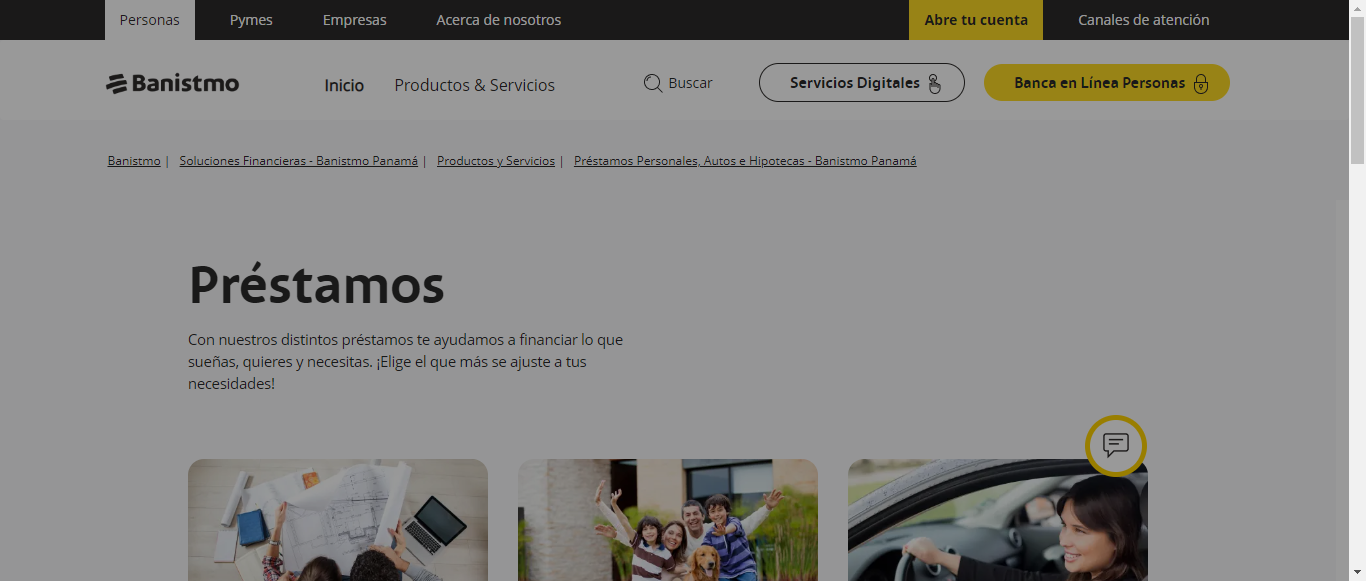 Personas Pymes Empresas Acerca de nosotros Abre tu cuenta Canales de atención
Banistmo Inicio Productos & Servicios Buscar Servicios Digitales Banca en Línea Personas
Banistmo | Soluciones Financieras - Banistmo Panamá | Productos y Servicios | Préstamos Personales, Autos e Hipotecas - Banistmo Panamá
Préstamos
Con nuestros distintos préstamos te ayudamos a financiar lo que
sueñas, quieres y necesitas. ¡Elige el que más se ajuste a tus
necesidades!